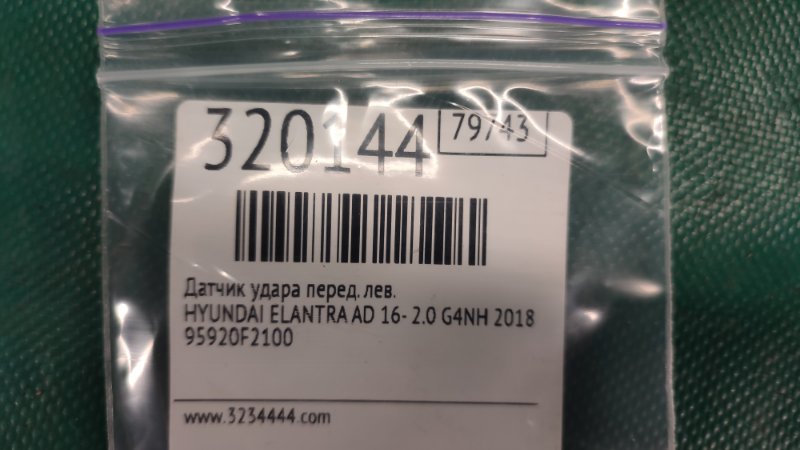 320144
79743
Датчик удара перед. лев.
HYUNDAI ELANTRA AD 16- 2.0 G4NH 2018
95920F2100
www.3234444.com